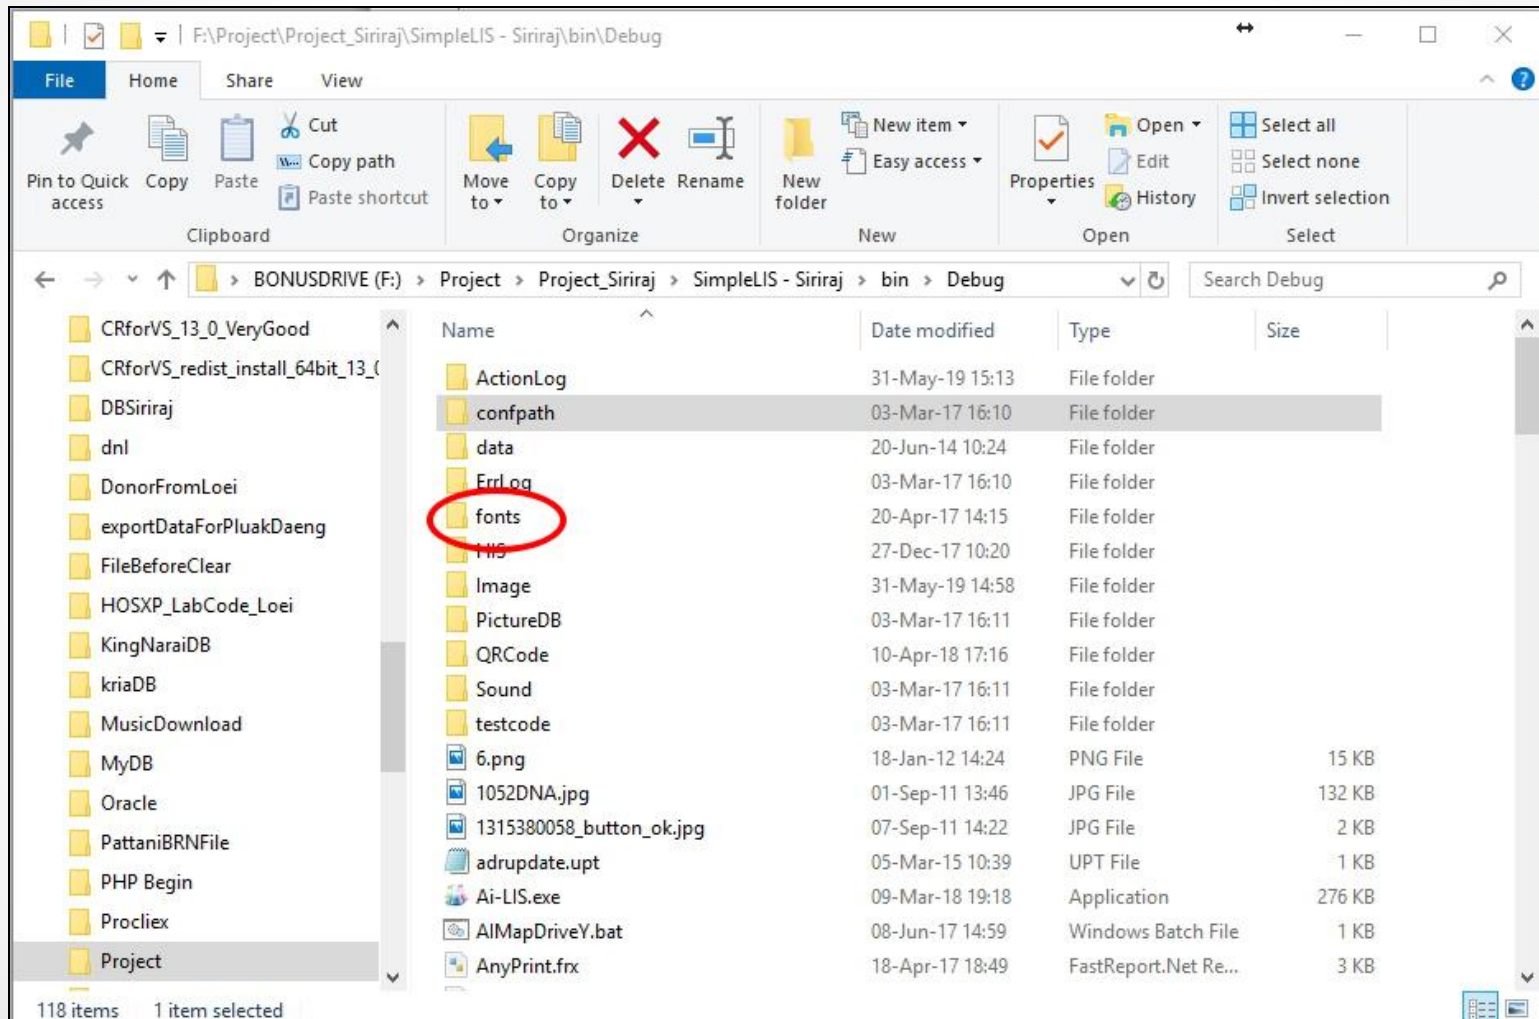 F:\Project\Project_Siriraj\SimpleLIS - Siriraj\bin\Debug
File Home Share View
Pin to Quick access
Copy
Paste
Cut
Copy path
Paste shortcut
Clipboard
Move to
Copy to
Delete
Rename
Organize
New folder
New item
Easy access
New
Properties
Open
Edit
History
Open
Select all
Select none
Invert selection
Select
BONUSDRIVE (F:) > Project > Project_Siriraj > SimpleLIS - Siriraj > bin > Debug
Search Debug
CRforVS_13_0_VeryGood
CRforVS_redist_install_64bit_13_0
DBSiriraj
dnl
DonorFromLoei
exportDataForPluakDaeng
FileBeforeClear
HOSXP_LabCode_Loei
KingNaraiDB
kriaDB
MusicDownload
MyDB
Oracle
PattaniBRNFile
PHP Begin
Procliex
Project
Name Date modified Type Size
ActionLog 31-May-19 15:13 File folder
confpath 03-Mar-17 16:10 File folder
data 20-Jun-14 10:24 File folder
ErrLog 03-Mar-17 16:10 File folder
fonts 20-Apr-17 14:15 File folder
27-Dec-17 10:20 File folder
Image 31-May-19 14:58 File folder
PictureDB 03-Mar-17 16:11 File folder
QRCode 10-Apr-18 17:16 File folder
Sound 03-Mar-17 16:11 File folder
testcode 03-Mar-17 16:11 File folder
6.png 18-Jan-12 14:24 PNG File 15 KB
1052DNA.jpg 01-Sep-11 13:46 JPG File 132 KB
1315380058_button_ok.jpg 07-Sep-11 14:22 JPG File 2 KB
adrupdate.upt 05-Mar-15 10:39 UPT File 1 KB
Ai-LIS.exe 09-Mar-18 19:18 Application 276 KB
AIMapDriveY.bat 08-Jun-17 14:59 Windows Batch File 1 KB
AnyPrint.frx 18-Apr-17 18:49 FastReport.Net Re... 3 KB
118 items 1 item selected